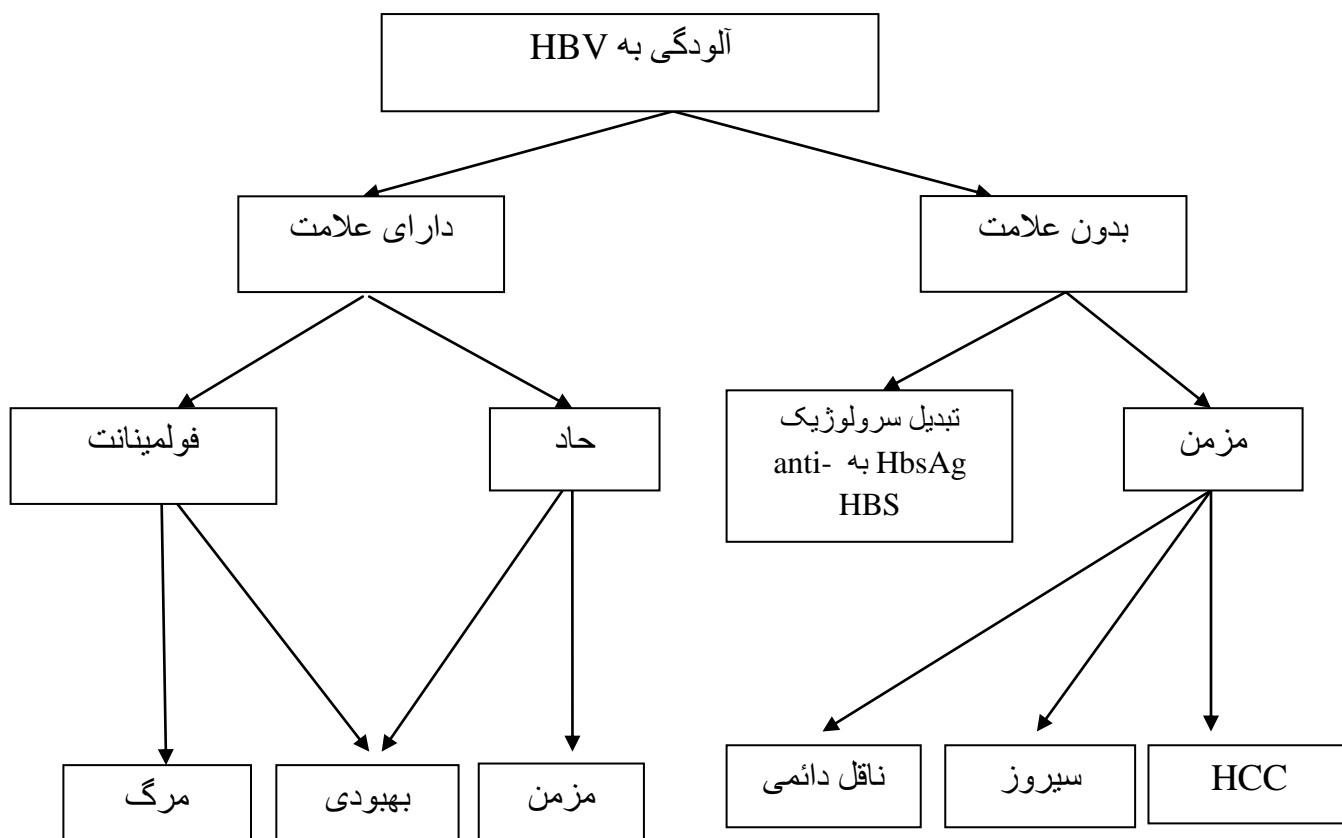 آلودگی به HBV
بدون علامت
دارای علامت
مزمن
تبدیل سرولوژیک
HbsAg به anti-
HBS
حاد
فولمینانت
HCC
سیروز
ناقل دائمی
مزمن
بهبودی
مرگ